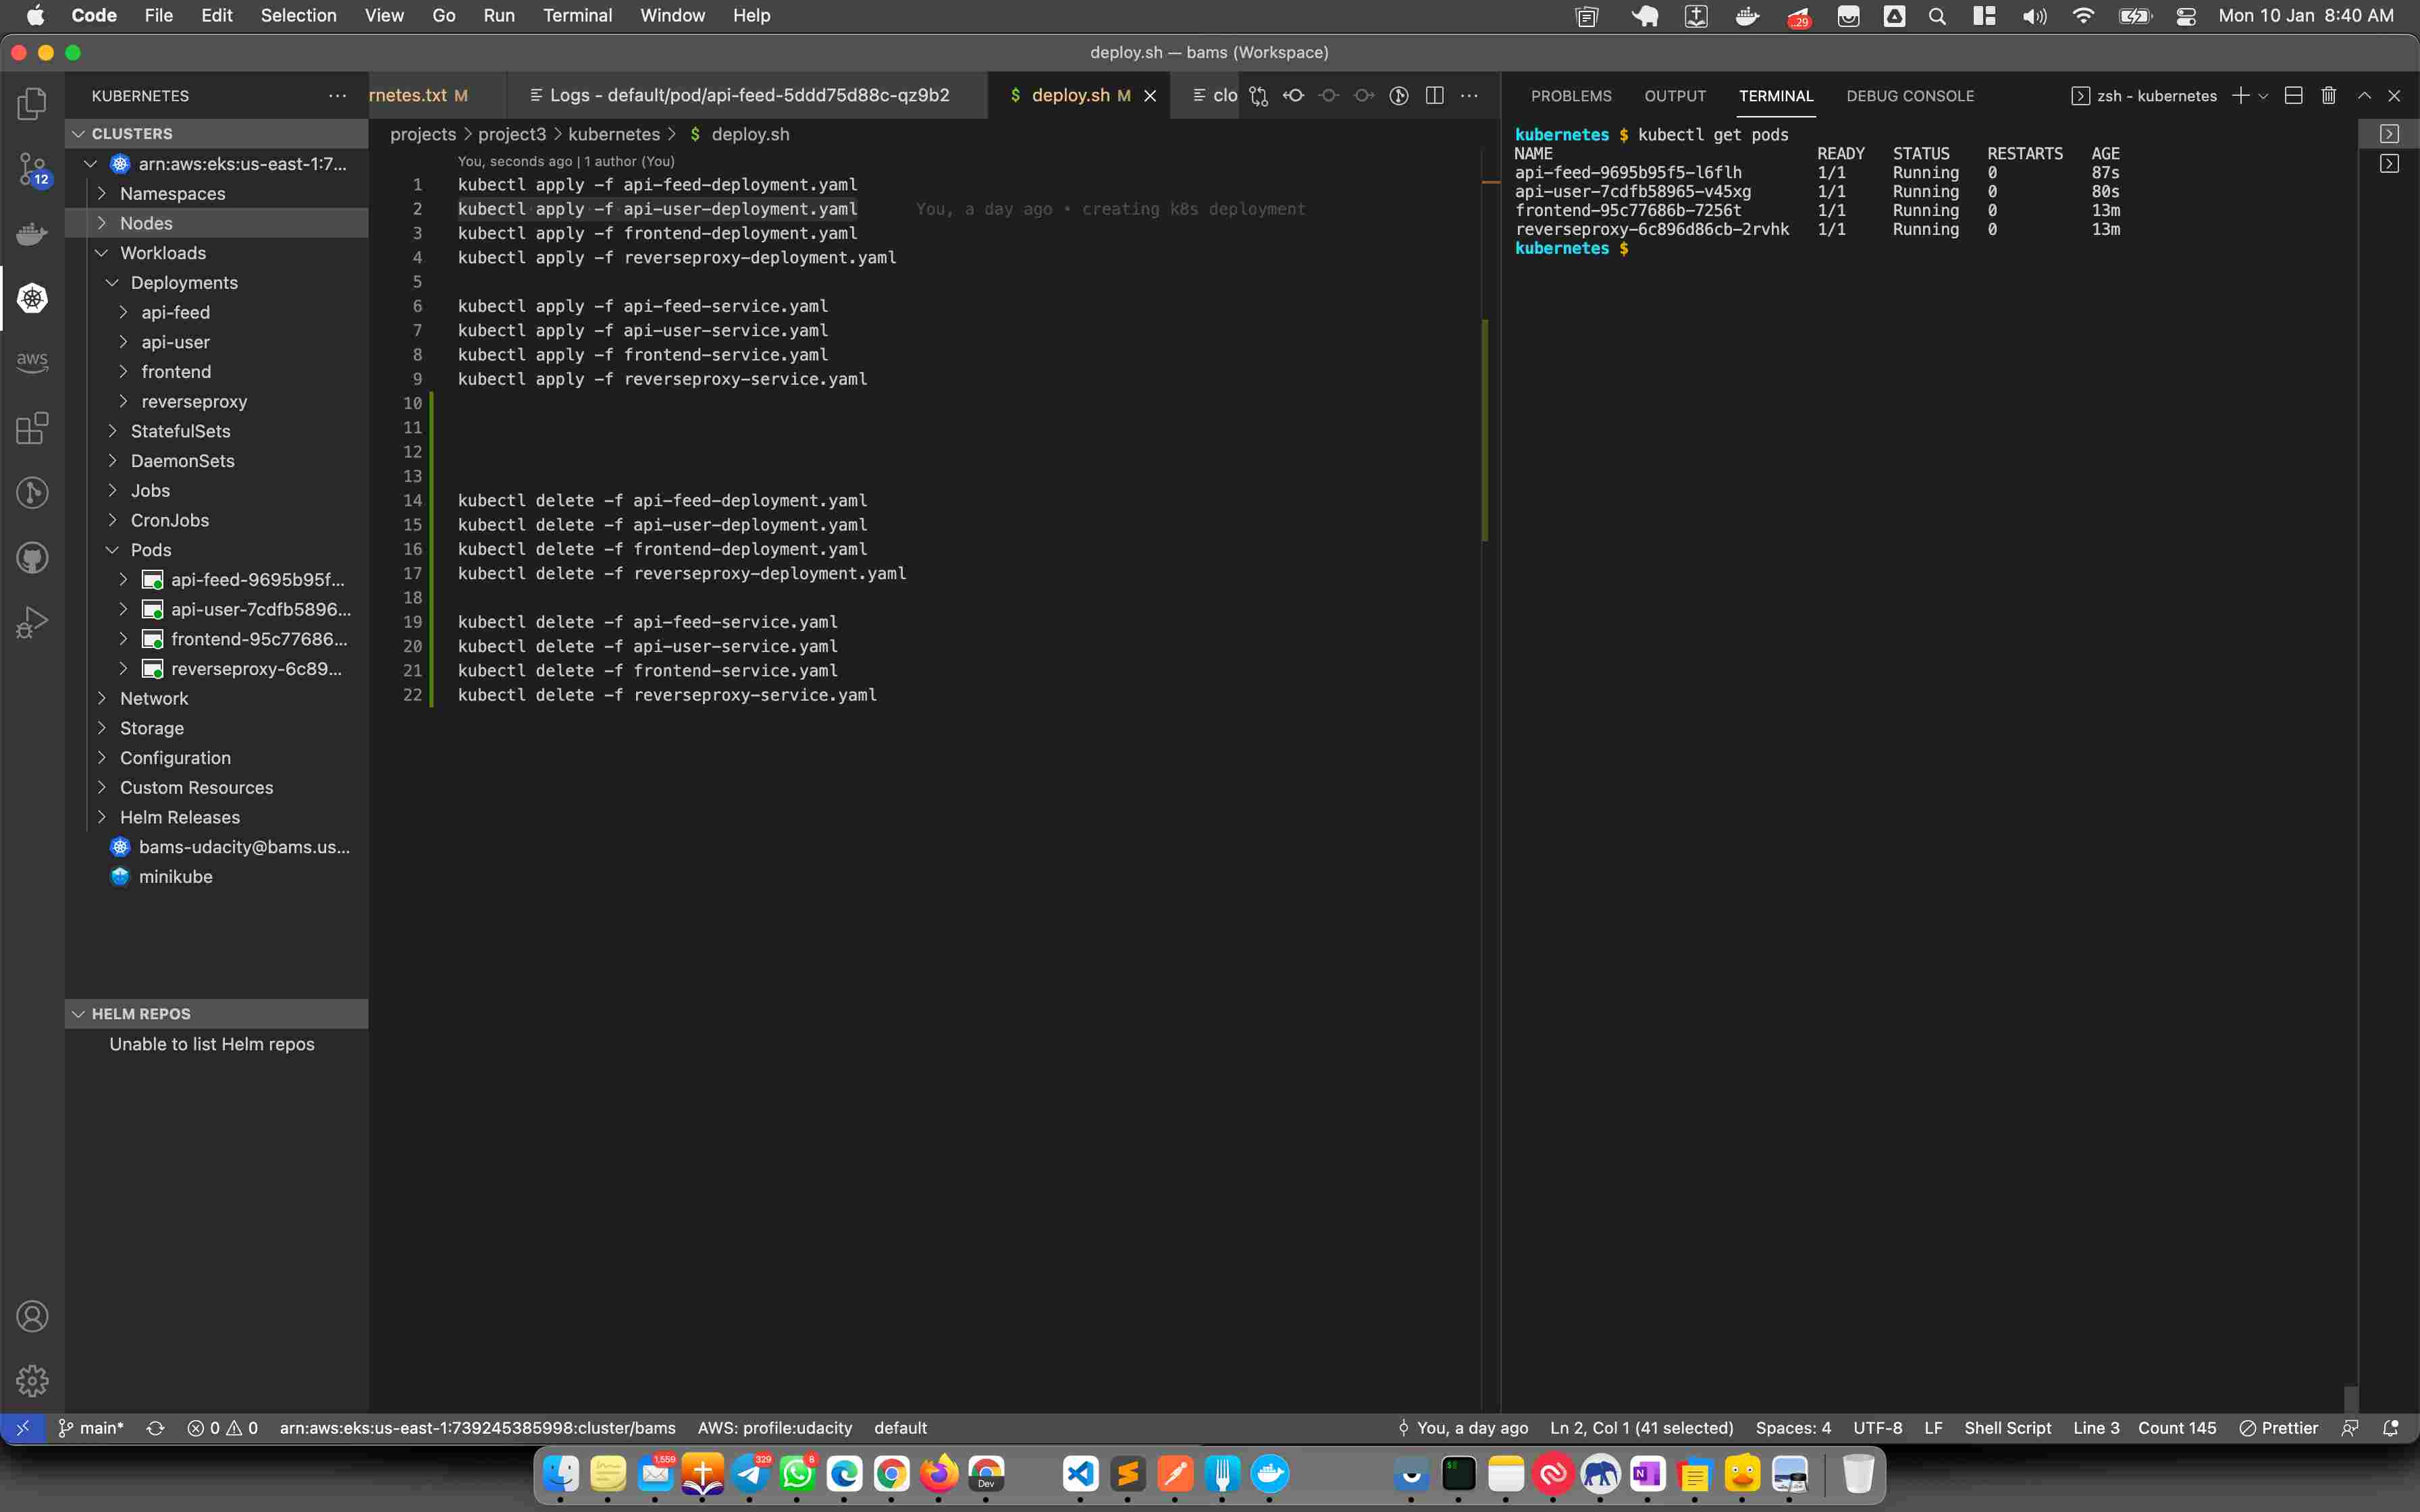 Code File Edit Selection View Go Run Terminal Window Help
..29
Mon 10 Jan 8:40 AM
deploy.sh — bams (Workspace)
KUBERNETES
CLUSTERS
arn:aws:eks:us-east-1:7...
Namespaces
Nodes
Workloads
Deployments
api-feed
api-user
frontend
reverseproxy
StatefulSets
DaemonSets
Jobs
CronJobs
Pods
api-feed-9695b95f...
api-user-7cdfb5896...
frontend-95c77686...
reverseproxy-6c89...
Network
Storage
Configuration
Custom Resources
Helm Releases
bams-udacity@bams.us...
minikube
HELM REPOS
Unable to list Helm repos
12
aws
rnetes.txt M
Logs - default/pod/api-feed-5ddd75d88c-qz9b2
$ deploy.sh M
clo
projects > project3 > kubernetes > $ deploy.sh
You, seconds ago | 1 author (You)
1 kubectl apply -f api-feed-deployment.yaml
2 kubectl apply -f api-user-deployment.yaml You, a day ago • creating k8s deployment
3 kubectl apply -f frontend-deployment.yaml
4 kubectl apply -f reverseproxy-deployment.yaml
5
6 kubectl apply -f api-feed-service.yaml
7 kubectl apply -f api-user-service.yaml
8 kubectl apply -f frontend-service.yaml
9 kubectl apply -f reverseproxy-service.yaml
10
11
12
13
14 kubectl delete -f api-feed-deployment.yaml
15 kubectl delete -f api-user-deployment.yaml
16 kubectl delete -f frontend-deployment.yaml
17 kubectl delete -f reverseproxy-deployment.yaml
18
19 kubectl delete -f api-feed-service.yaml
20 kubectl delete -f api-user-service.yaml
21 kubectl delete -f frontend-service.yaml
22 kubectl delete -f reverseproxy-service.yaml
PROBLEMS OUTPUT TERMINAL DEBUG CONSOLE
zsh - kubernetes
kubernetes $ kubectl get pods
NAME READY STATUS RESTARTS AGE
api-feed-9695b95f5-l6flh 1/1 Running 0 87s
api-user-7cdfb58965-v45xg 1/1 Running 0 80s
frontend-95c77686b-7256t 1/1 Running 0 13m
reverseproxy-6c896d86cb-2rvhk 1/1 Running 0 13m
kubernetes $
main* 0 0 arn:aws:eks:us-east-1:739245385998:cluster/bams AWS: profile:udacity default
You, a day ago Ln 2, Col 1 (41 selected) Spaces: 4 UTF-8 LF Shell Script Line 3 Count 145 Prettier
1,559
329
8
Dev
$$
N